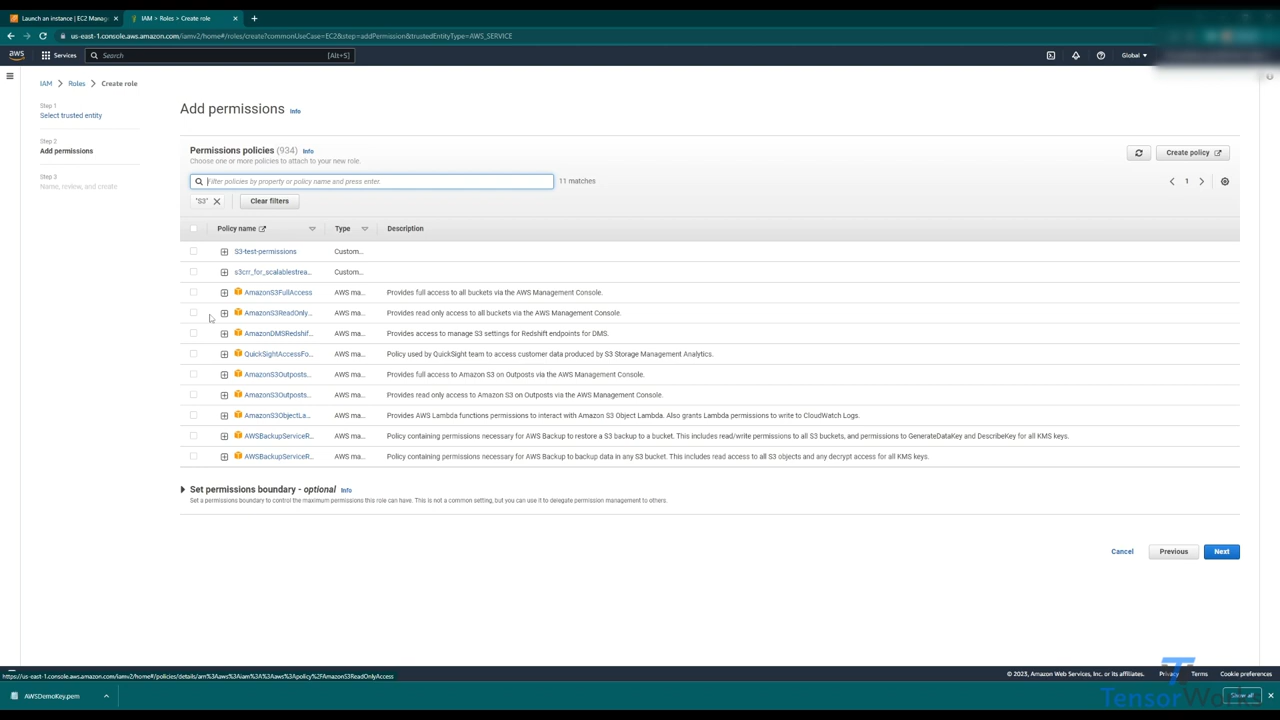 Launch an instance | EC2 Manag
IAM > Roles > Create role
us-east-1.console.aws.amazon.com/iamv2/home#/roles/create?commonUseCase=EC2&step=addPermission&trustedEntityType=AWS_SERVICE
aws
Services
Search
[Alt+S]
Global
IAM > Roles > Create role
Step 1
Select trusted entity
Step 2
Add permissions
Step 3
Name, review, and create
Add permissions Info
Permissions policies (934) Info
Choose one or more policies to attach to your new role.
Create policy
Filter policies by property or policy name and press enter.
11 matches
1
"S3"
Clear filters
Policy name Type Description
S3-test-permissions Custom...
s3crr_for_scalablestrea... Custom...
AmazonS3FullAccess AWS ma... Provides full access to all buckets via the AWS Management Console.
AmazonS3ReadOnly... AWS ma... Provides read only access to all buckets via the AWS Management Console.
AmazonDMSRedshif... AWS ma... Provides access to manage S3 settings for Redshift endpoints for DMS.
QuickSightAccessFo... AWS ma... Policy used by QuickSight team to access customer data produced by S3 Storage Management Analytics.
AmazonS3Outposts... AWS ma... Provides full access to Amazon S3 on Outposts via the AWS Management Console.
AmazonS3Outposts... AWS ma... Provides read only access to Amazon S3 on Outposts via the AWS Management Console.
AmazonS3ObjectLa... AWS ma... Provides AWS Lambda functions permissions to interact with Amazon S3 Object Lambda. Also grants Lambda permissions to write to CloudWatch Logs.
AWSBackupServiceR... AWS ma... Policy containing permissions necessary for AWS Backup to restore a S3 backup to a bucket. This includes read/write permissions to all S3 buckets, and permissions to GenerateDataKey and DescribeKey for all KMS keys.
AWSBackupServiceR... AWS ma... Policy containing permissions necessary for AWS Backup to backup data in any S3 bucket. This includes read access to all S3 objects and any decrypt access for all KMS keys.
Set permissions boundary - optional Info
Set a permissions boundary to control the maximum permissions this role can have. This is not a common setting, but you can use it to delegate permission management to others.
Cancel
Previous
Next
https://us-east-1.console.aws.amazon.com/iamv2/home#/policies/details/arn%3Aaws%3Aiam%3A%3Aaws%3Apolicy%2FAmazonS3ReadOnlyAccess
© 2023, Amazon Web Services, Inc. or its affiliates.
Privacy
Terms
Cookie preferences
AWSDemoKey.pem
Show all
TensorWorks